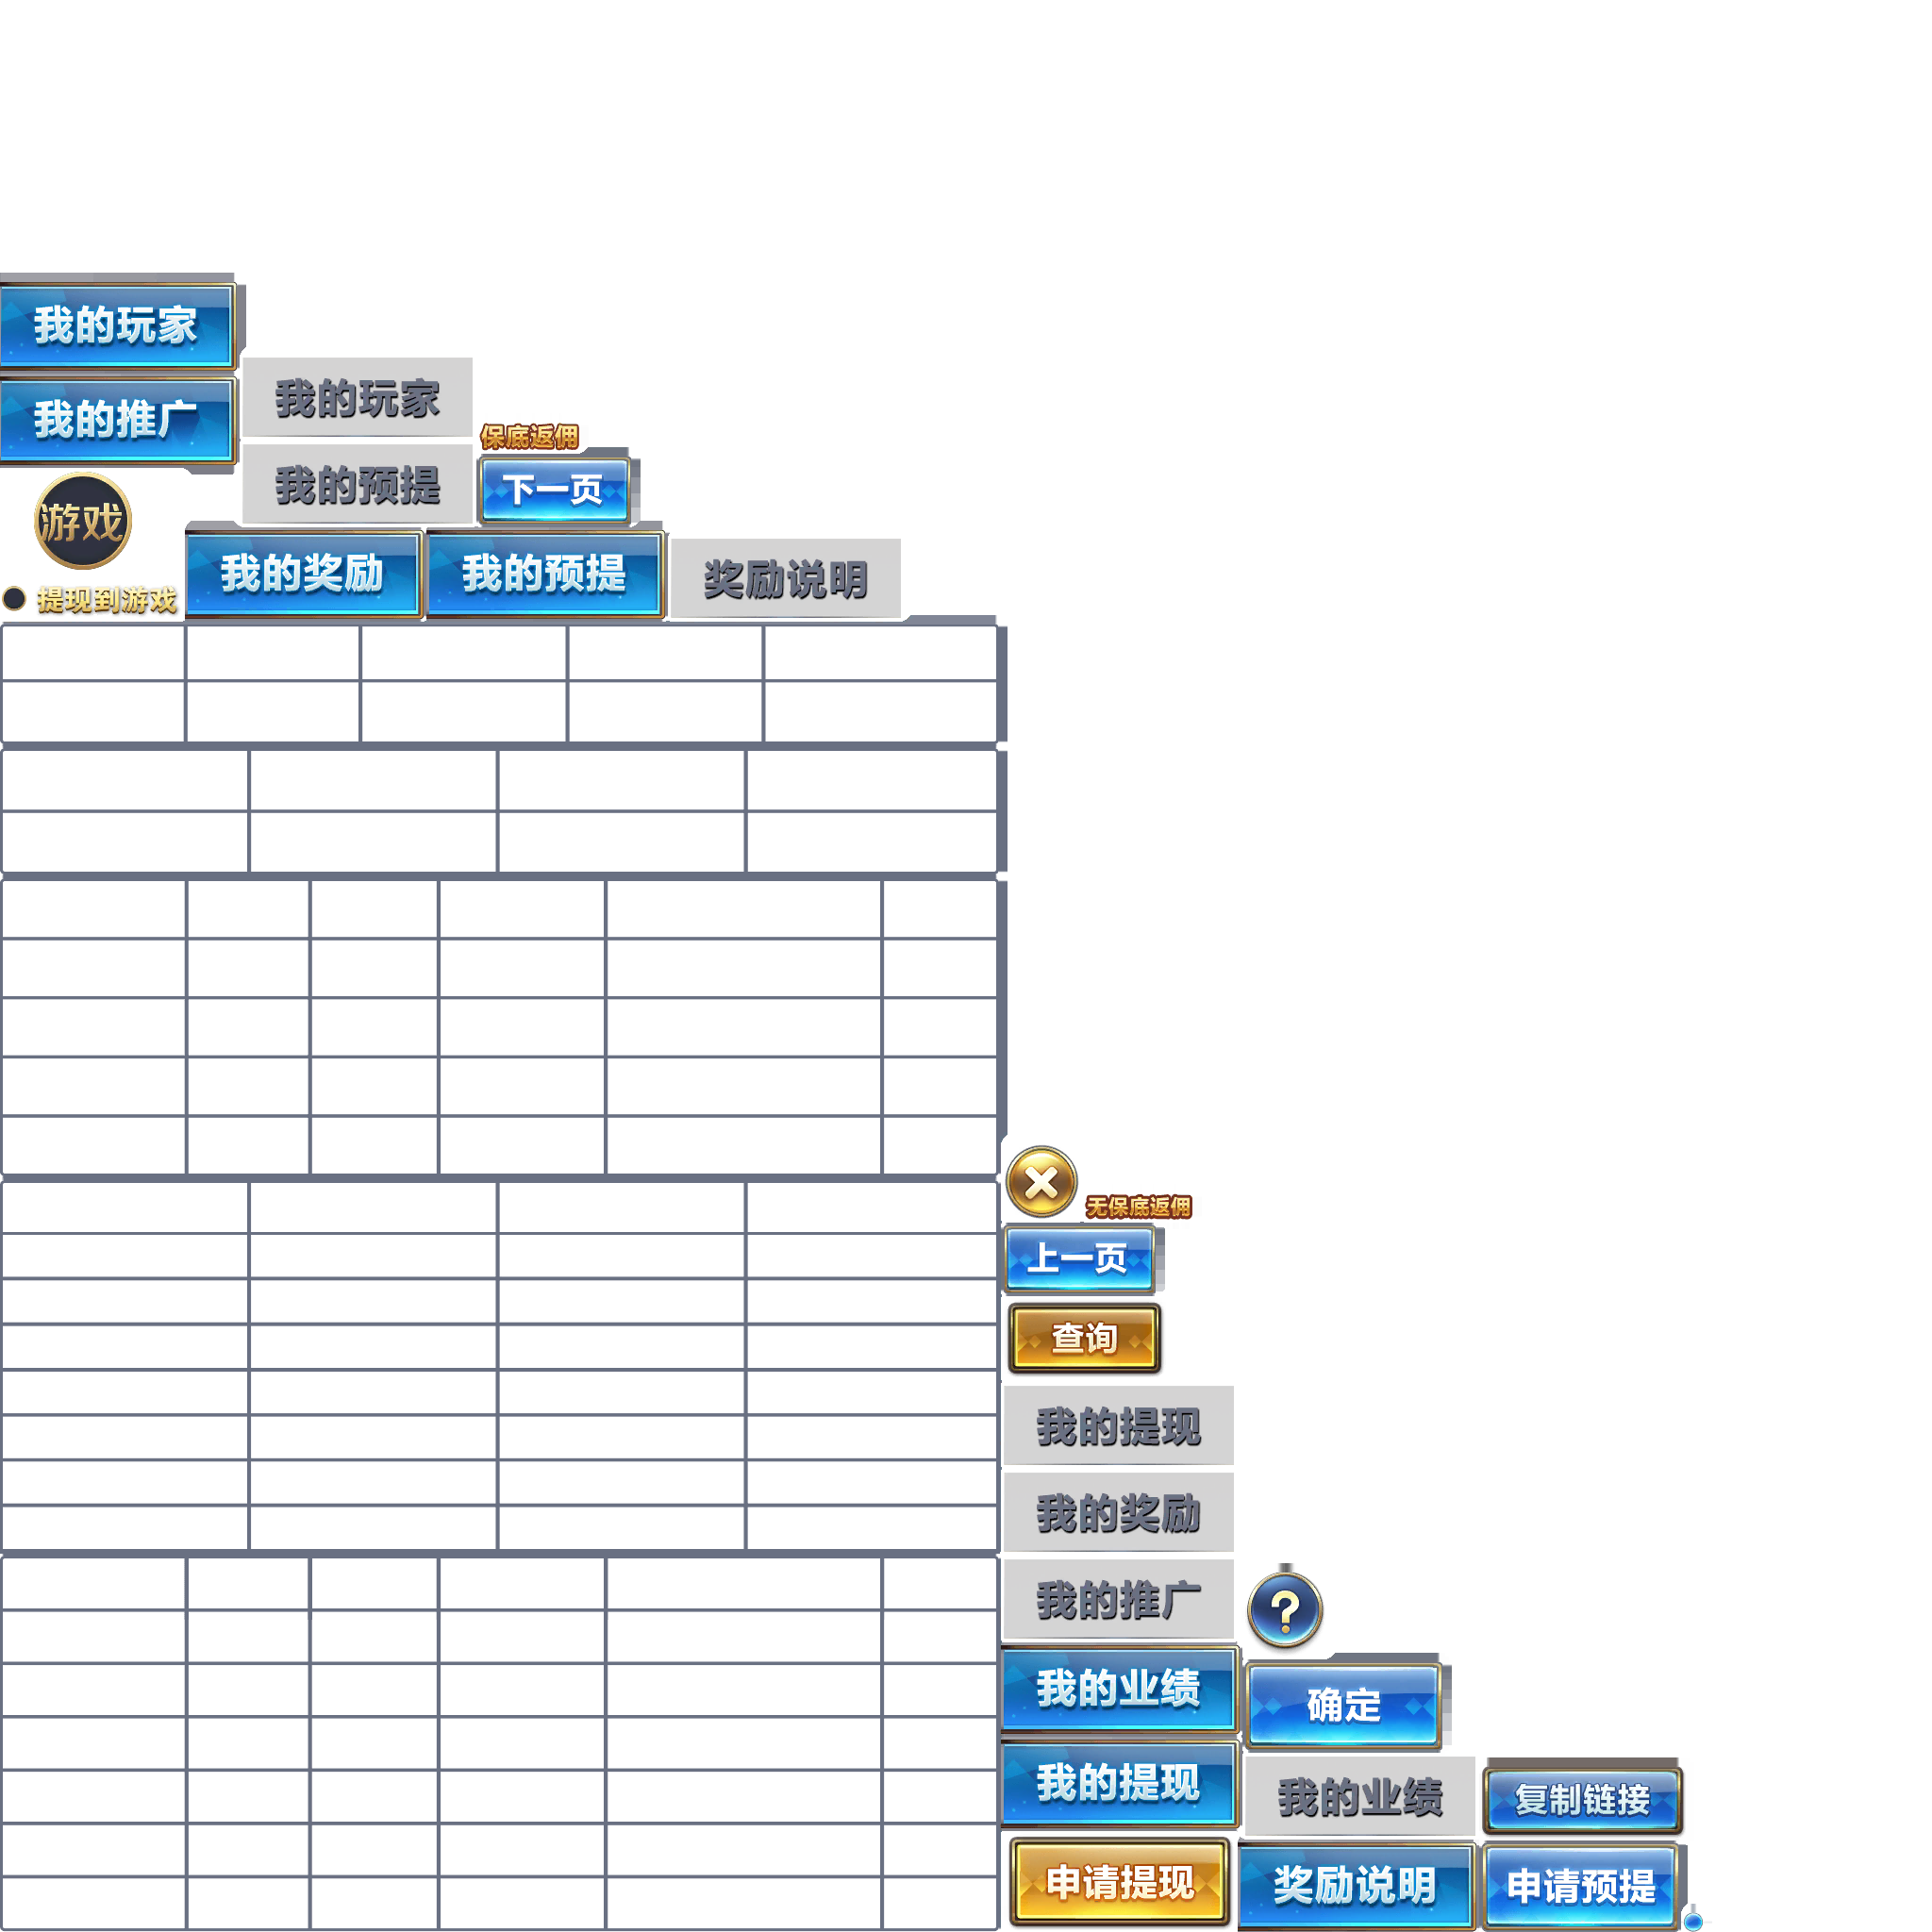 我的玩家
我的玩家
我的推广
保底返佣
我的预提
下一页
游戏
我的奖励
我的预提
奖励说明
提现到游戏
无保底返佣
上一页
查询
我的提现
我的奖励
我的推广
?
我的业绩
确定
我的提现
我的业绩
复制链接
申请提现
奖励说明
申请预提